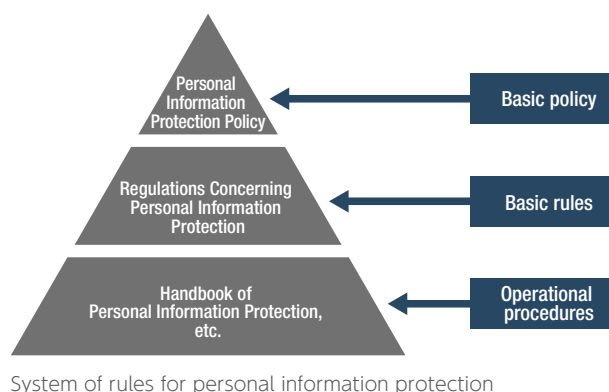 Personal
Information
Protection Policy
Basic policy
Regulations Concerning
Personal Information
Protection
Basic rules
Handbook of
Personal Information Protection,
etc.
Operational
procedures
System of rules for personal information protection